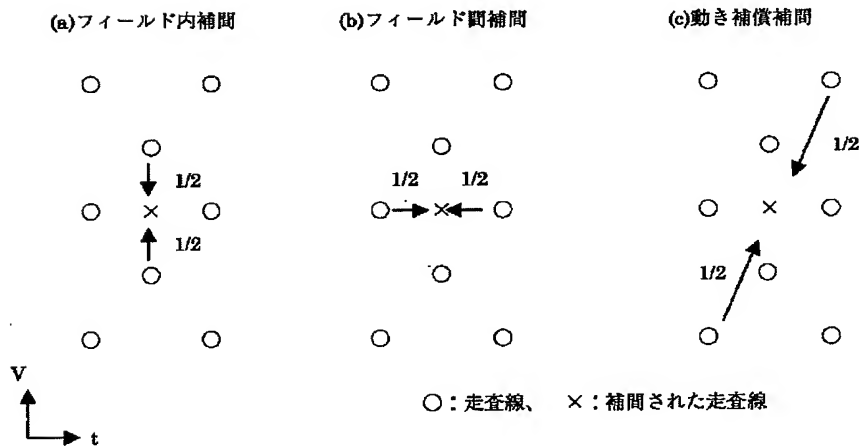 (a)フィールド内補間
(b)フィールド間補間
(c)動き補償補間
1/2
1/2
1/2
1/2
1/2
1/2
V
t
○:走査線、 ×:補間された走査線